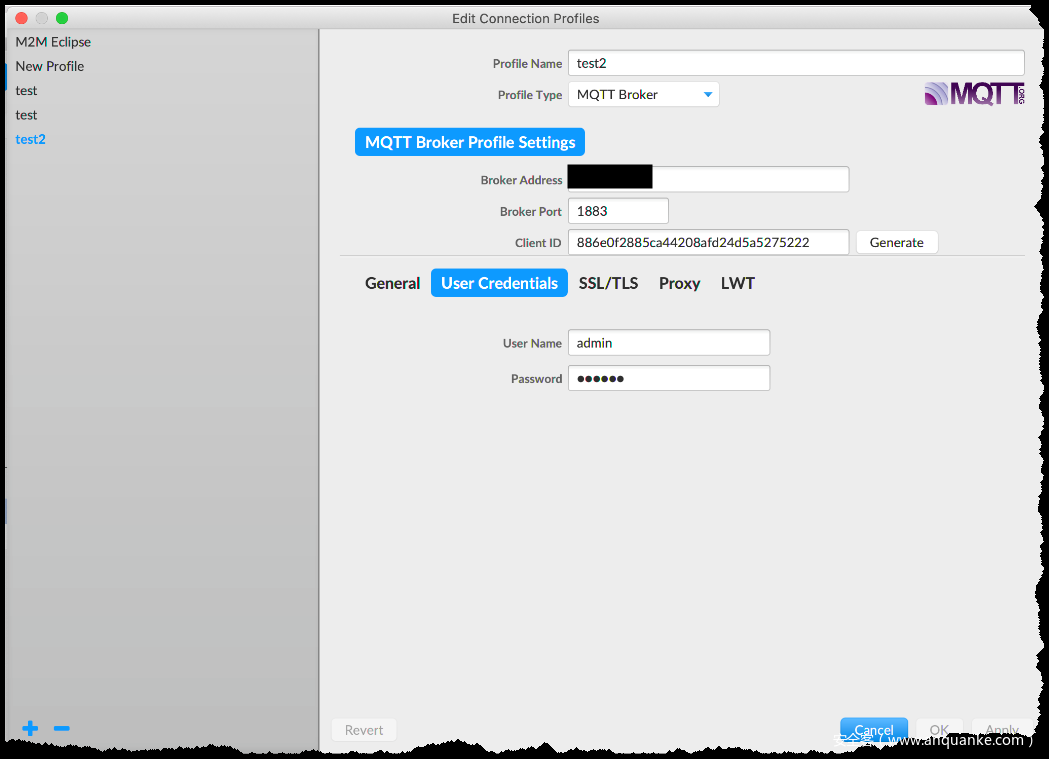 Edit Connection Profiles
M2M Eclipse
New Profile
test
test
test2
Profile Name test2
Profile Type MQTT Broker
MQTT.ORG
MQTT Broker Profile Settings
Broker Address
Broker Port 1883
Client ID 886e0f2885ca44208afd24d5a5275222 Generate
General User Credentials SSL/TLS Proxy LWT
User Name admin
Password ●●●●●●
Revert Cancel OK Apply
安全客 ( www.anquanke.com )